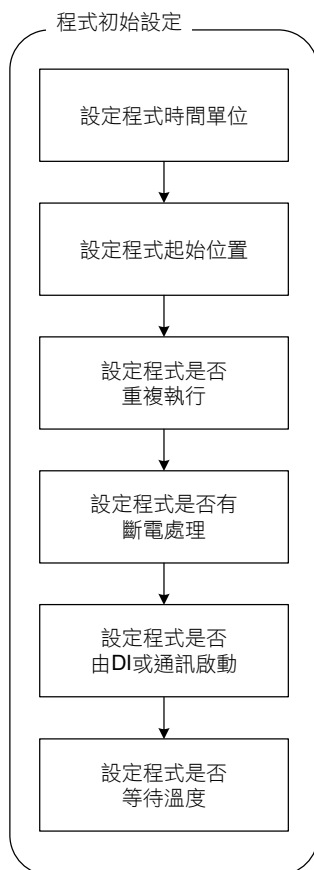 程式初始設定
設定程式時間單位
設定程式起始位置
設定程式是否
重複執行
設定程式是否有
斷電處理
設定程式是否
由DI或通訊啟動
設定程式是否
等待溫度